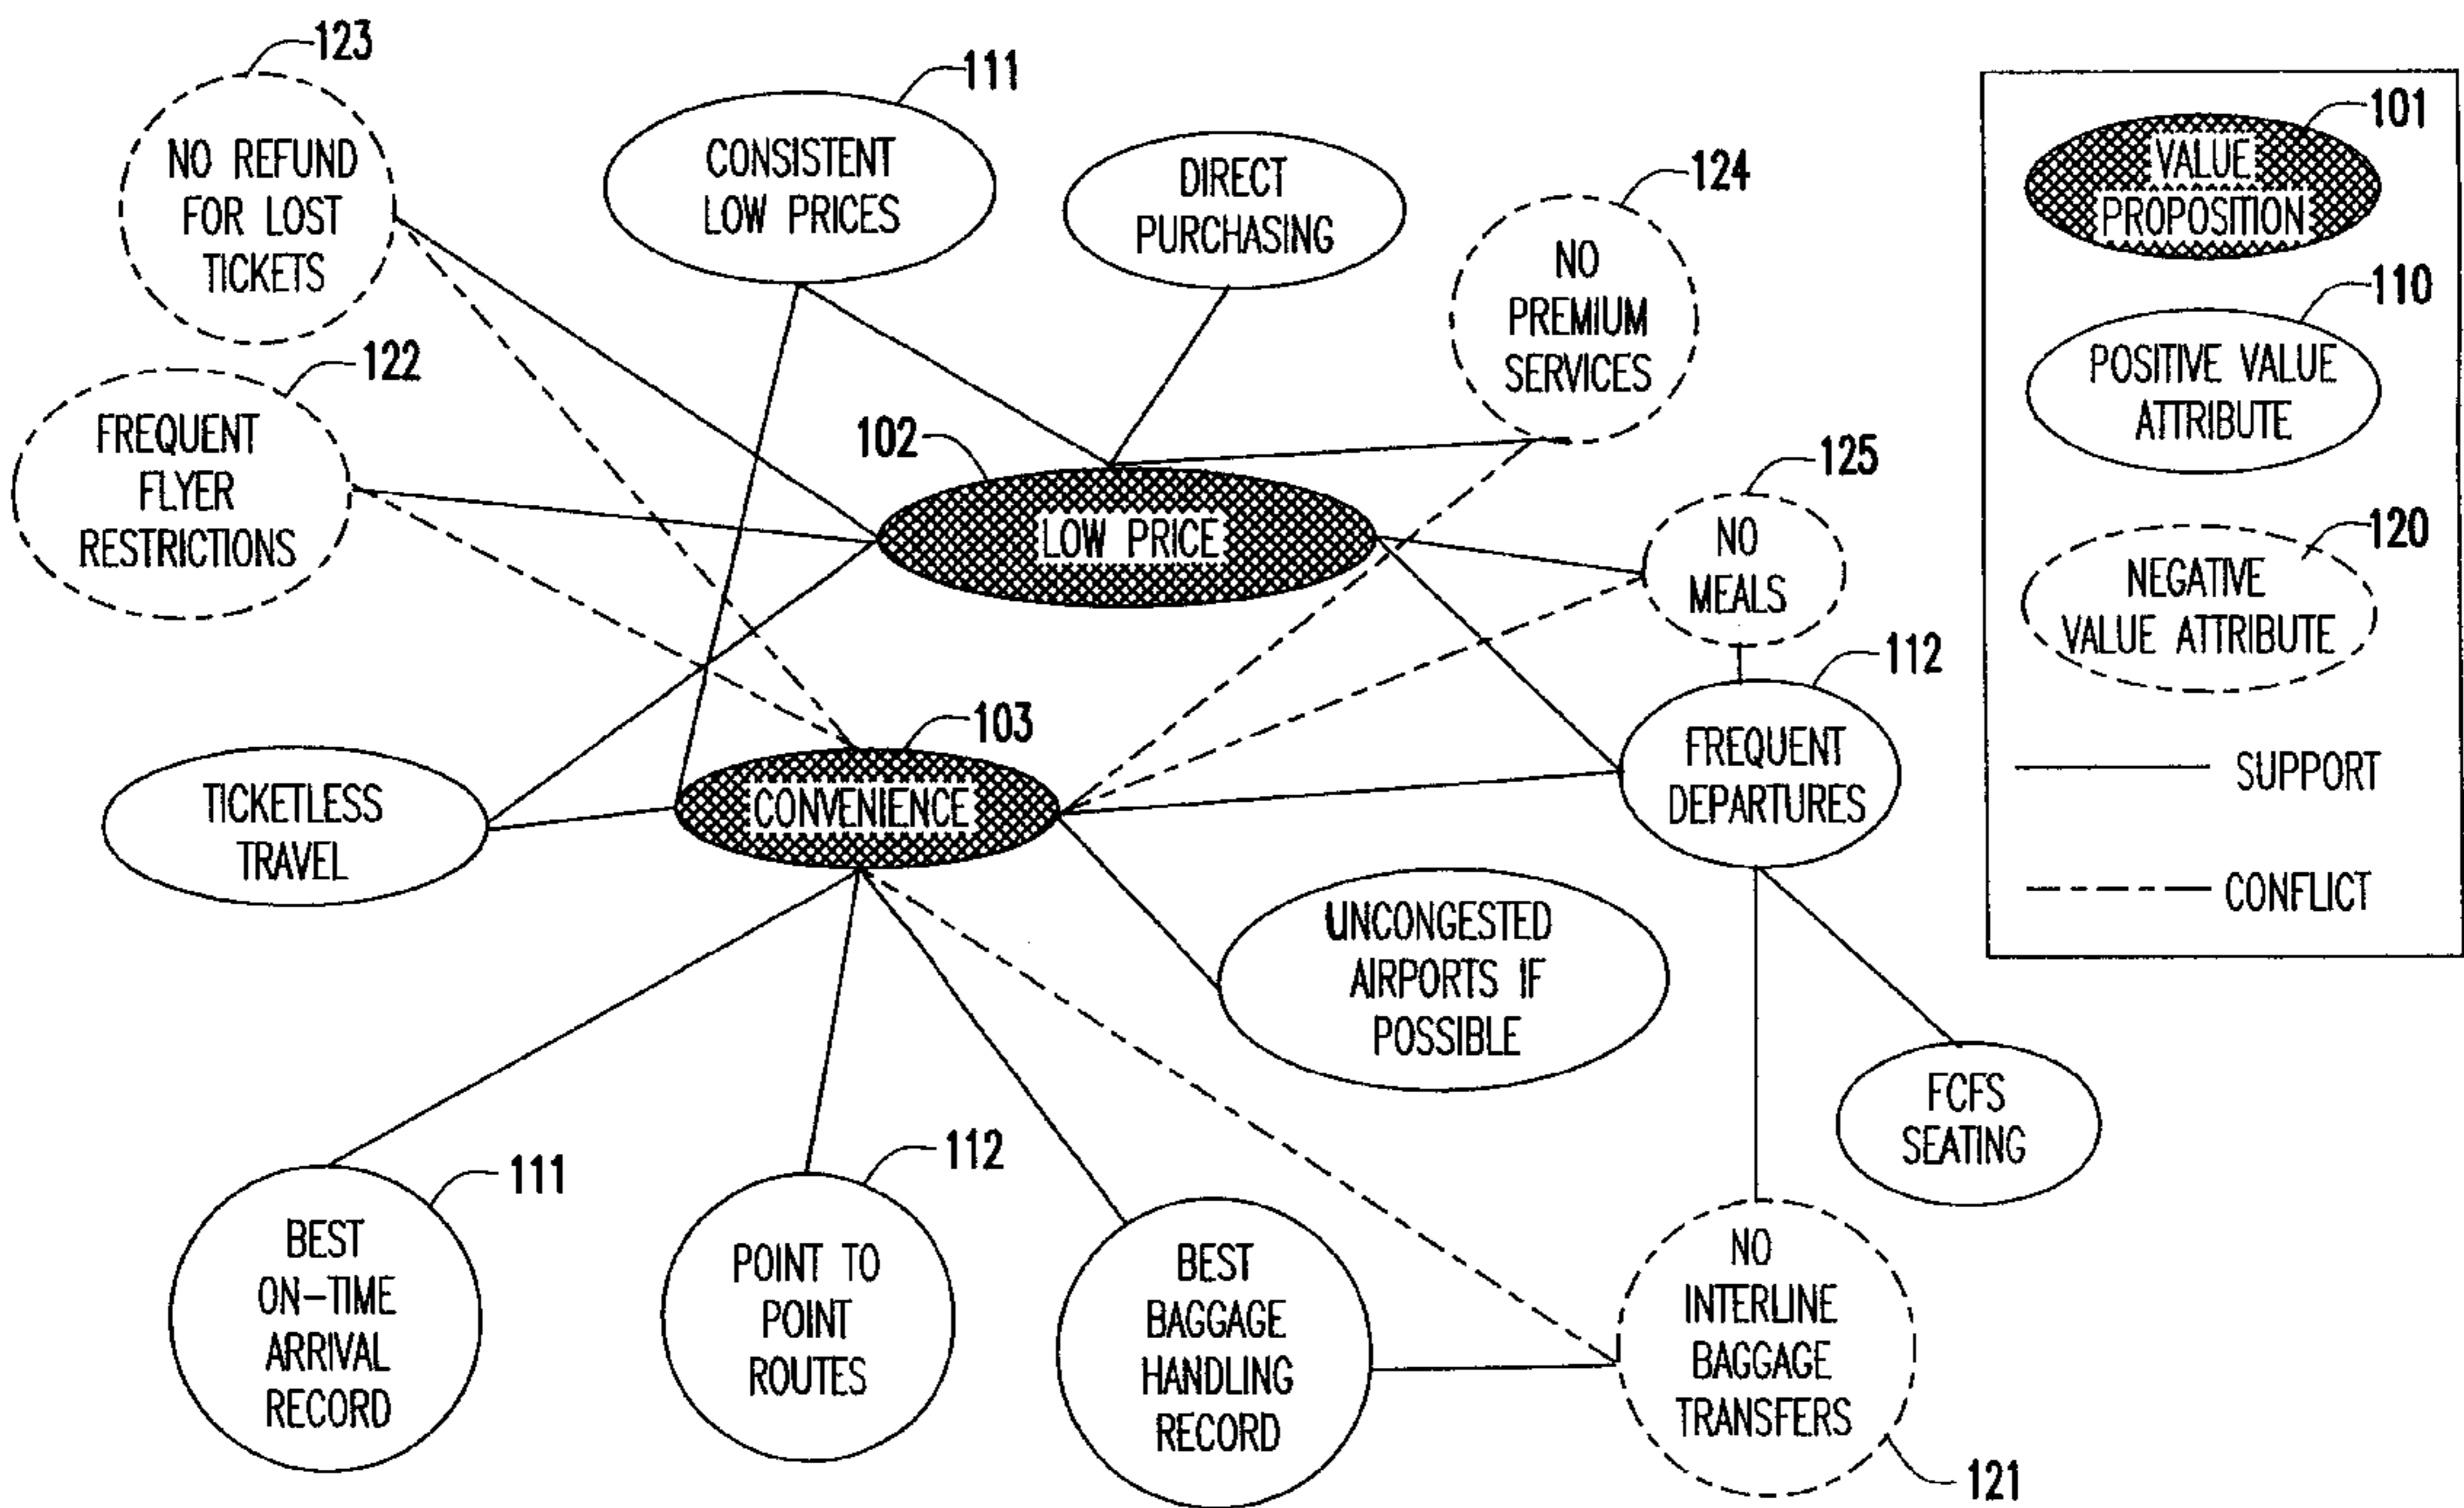 123
NO REFUND
FOR LOST
TICKETS
111
CONSISTENT
LOW PRICES
DIRECT
PURCHASING
124
NO
PREMIUM
SERVICES
122
FREQUENT
FLYER
RESTRICTIONS
102
LOW PRICE
125
NO
MEALS
112
FREQUENT
DEPARTURES
103
CONVENIENCE
TICKETLESS
TRAVEL
UNCONGESTED
AIRPORTS IF
POSSIBLE
FCFS
SEATING
111
BEST
ON-TIME
ARRIVAL
RECORD
112
POINT TO
POINT
ROUTES
BEST
BAGGAGE
HANDLING
RECORD
NO
INTERLINE
BAGGAGE
TRANSFERS
121
101
VALUE
PROPOSITION
110
POSITIVE VALUE
ATTRIBUTE
120
NEGATIVE
VALUE ATTRIBUTE
SUPPORT
CONFLICT